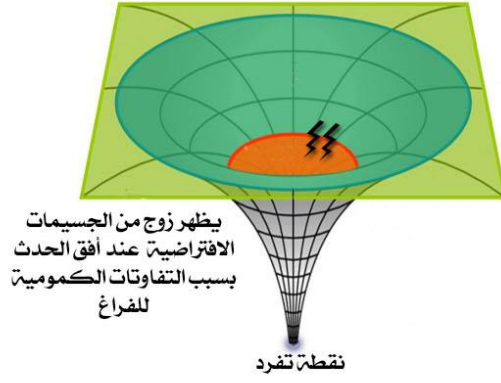 يظهر زوج من الجسيمات
الافتراضية عند أفق الحدث
بسبب التفاوتات الكمومية
للفراغ
نقطة تفرد